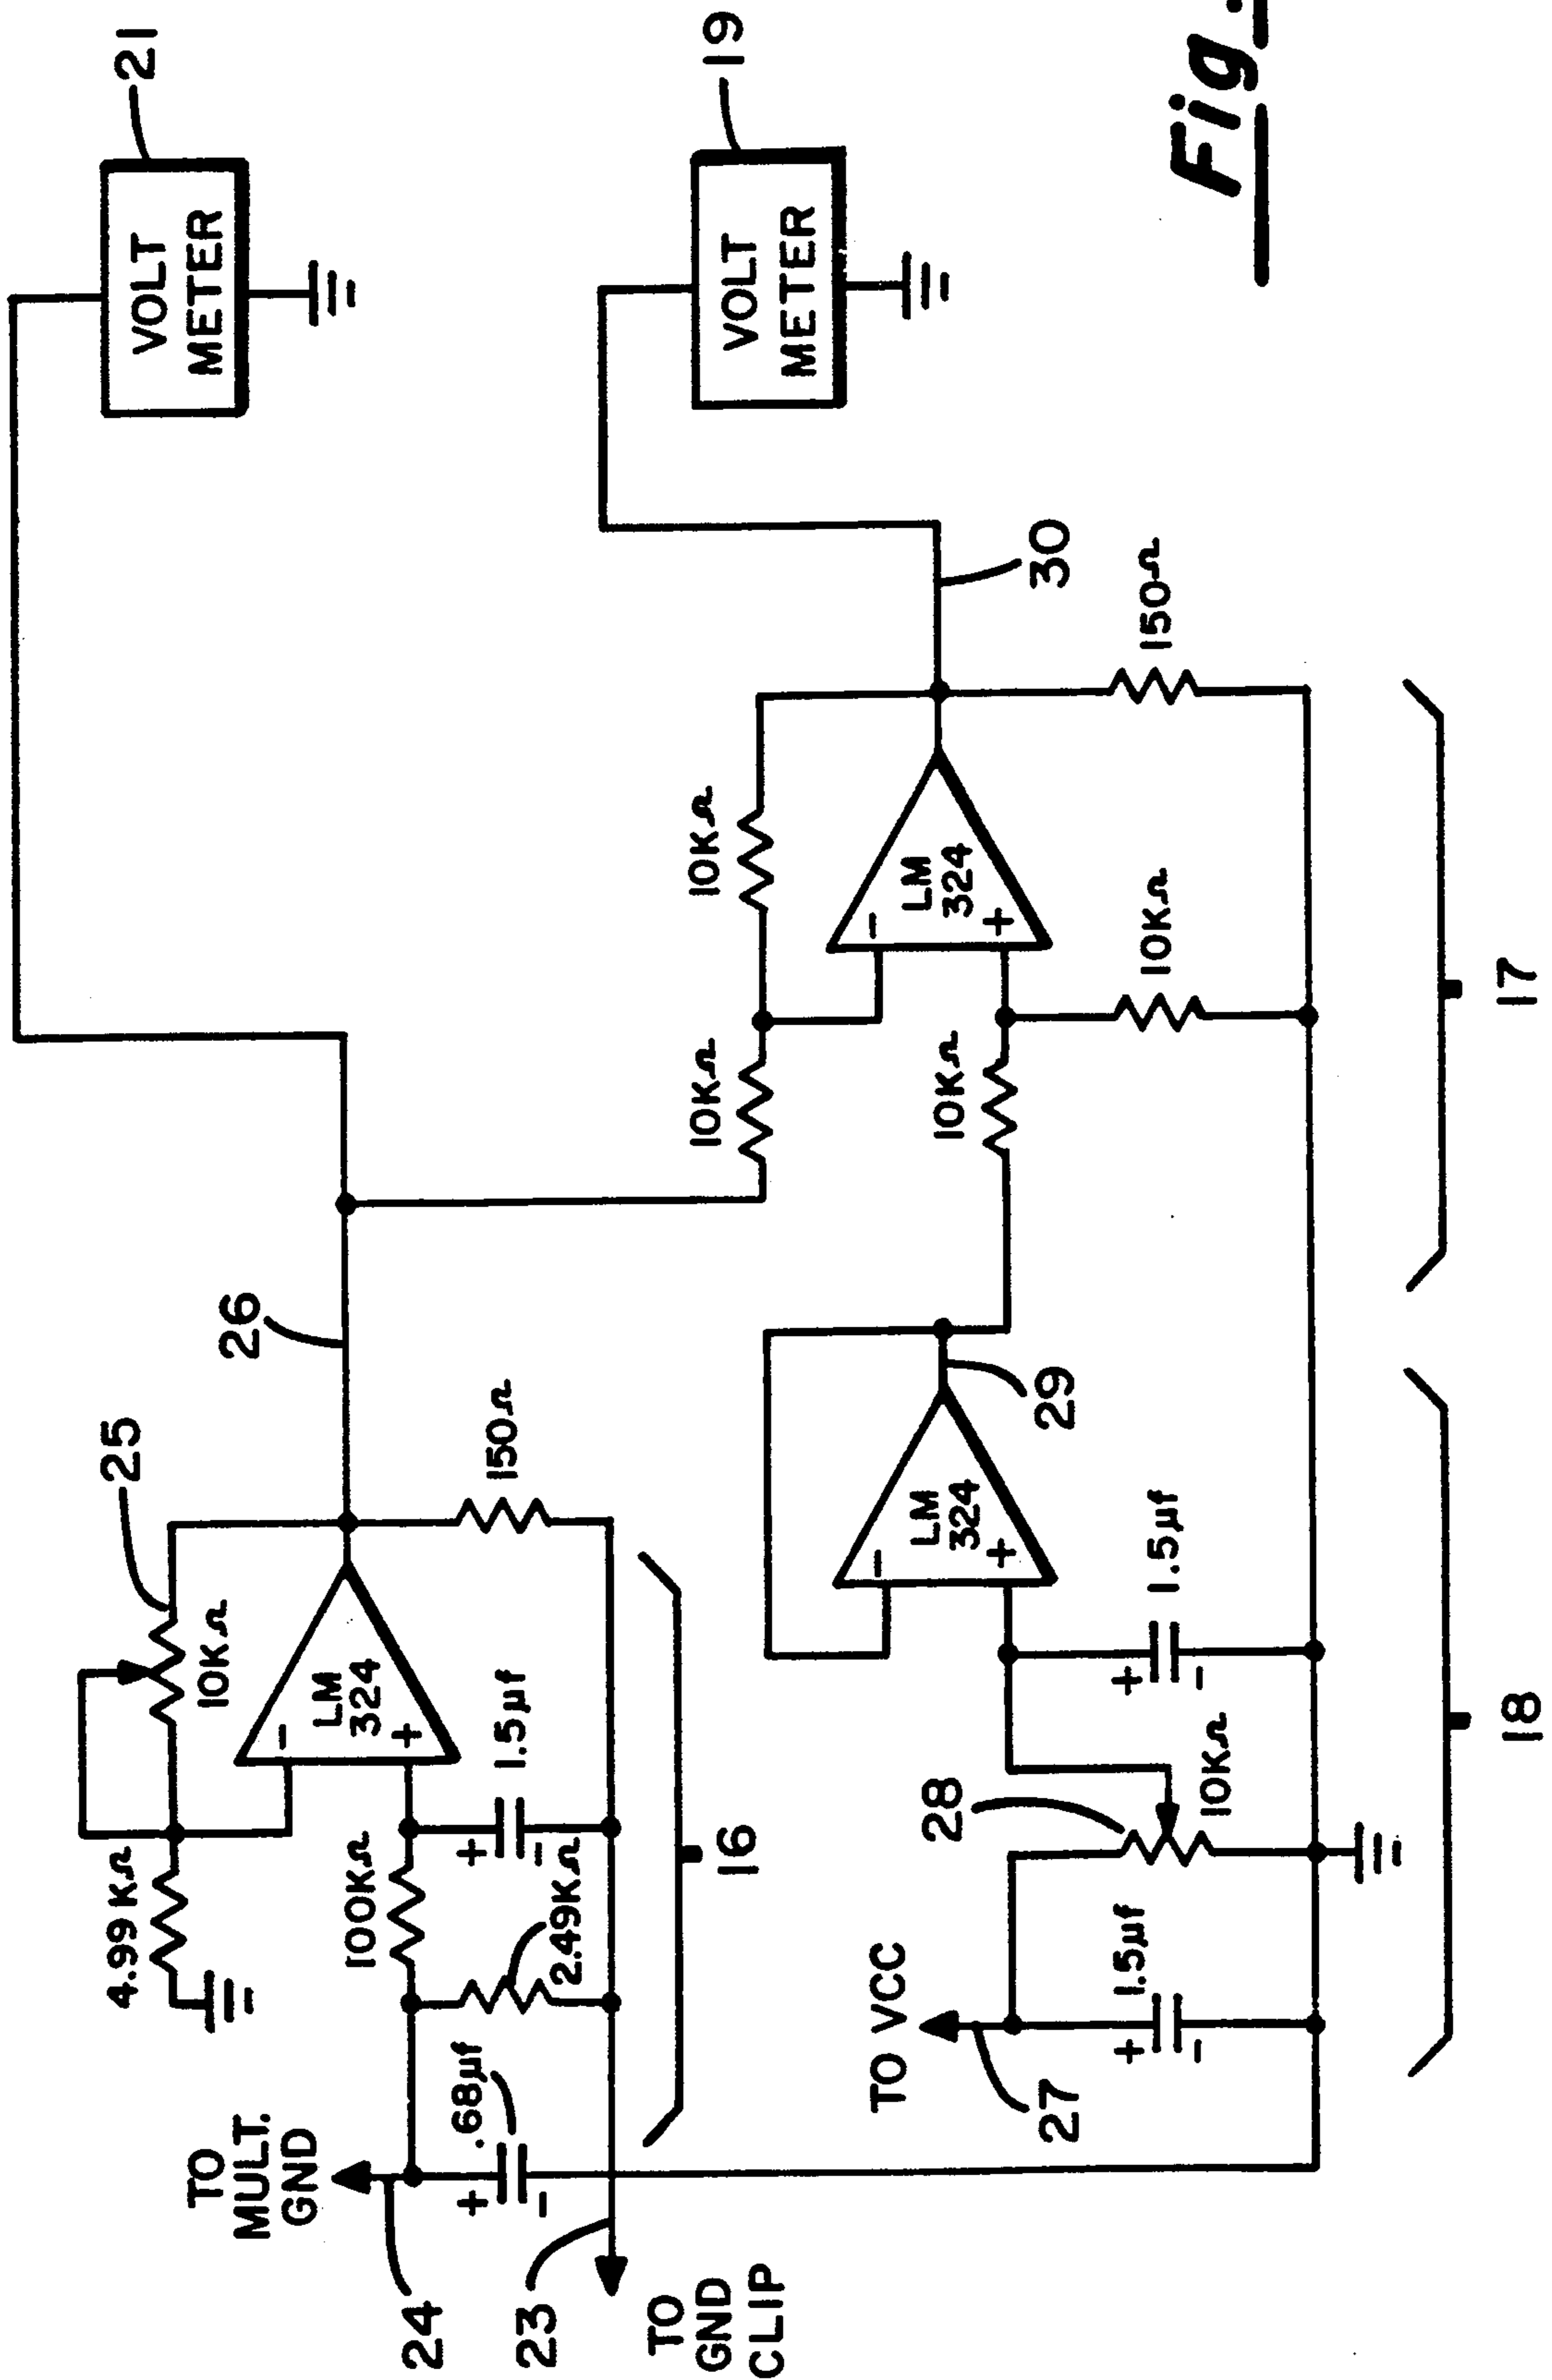 21
VOLT
METER
19
VOLT
METER
Fig.
25
10KΩ
4.99 KΩ
LM
324
-
+
26
150Ω
100KΩ
1.5µf
+
-
2.49KΩ
TO
MULT.
GND
24
.68µf
+
-
23
TO
GND
CLIP
16
10KΩ
10KΩ
LM
324
-
+
30
150Ω
10KΩ
10KΩ
29
LM
324
-
+
1.5µf
+
-
28
10KΩ
TO VCC
27
1.5µf
+
-
18
17